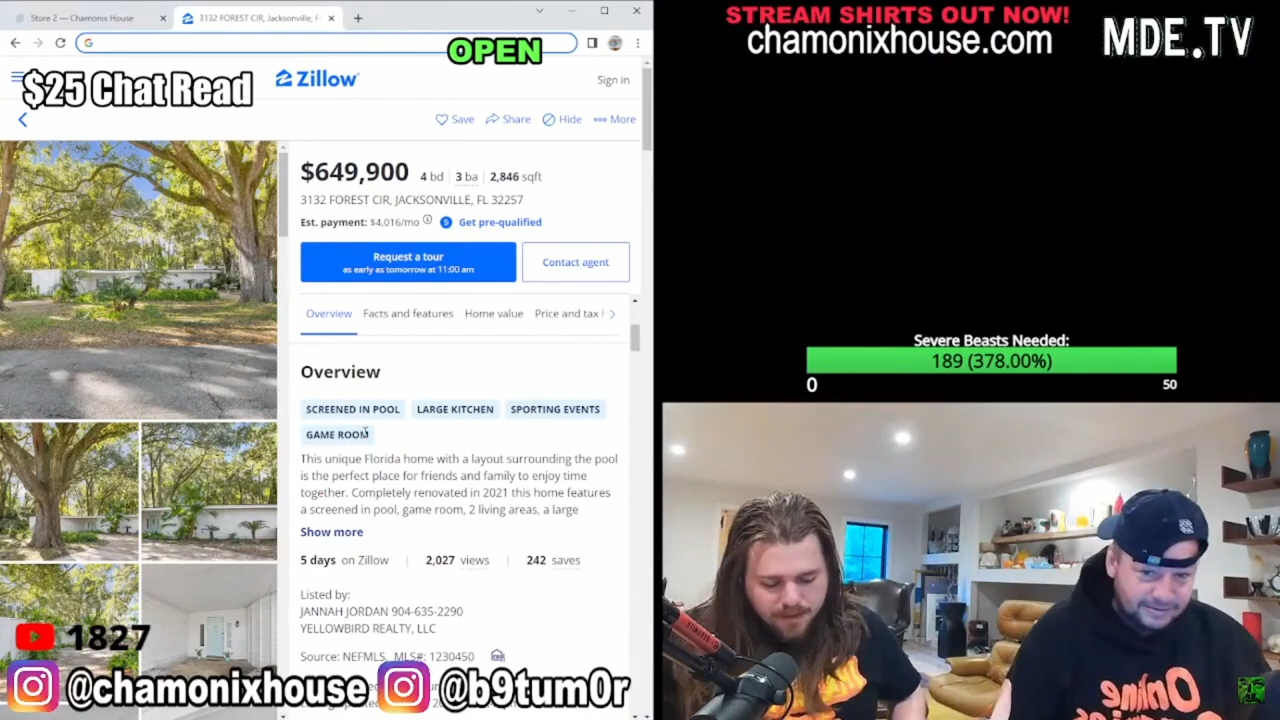 Store 2 — Chamonix House
3132 FOREST CIR, Jacksonville, F
OPEN
$25 Chat Read
Zillow
Sign in
Save
Share
Hide
More
$649,900 4 bd 3 ba 2,846 sqft
3132 FOREST CIR, JACKSONVILLE, FL 32257
Est. payment: $4,016/mo $ Get pre-qualified
Request a tour
as early as tomorrow at 11:00 am
Contact agent
Overview Facts and features Home value Price and tax h
Overview
SCREENED IN POOL LARGE KITCHEN SPORTING EVENTS
GAME ROOM
This unique Florida home with a layout surrounding the pool
is the perfect place for friends and family to enjoy time
together. Completely renovated in 2021 this home features
a screened in pool, game room, 2 living areas, a large
Show more
5 days on Zillow | 2,027 views | 242 saves
Listed by:
JANNAH JORDAN 904-635-2290
YELLOWBIRD REALTY, LLC
Source: NEFMLS, MLS#: 1230450
1827
@chamonixhouse @b9tum0r
STREAM SHIRTS OUT NOW!
chamonixhouse.com
MDE.TV
Severe Beasts Needed:
189 (378.00%)
0 50
Online